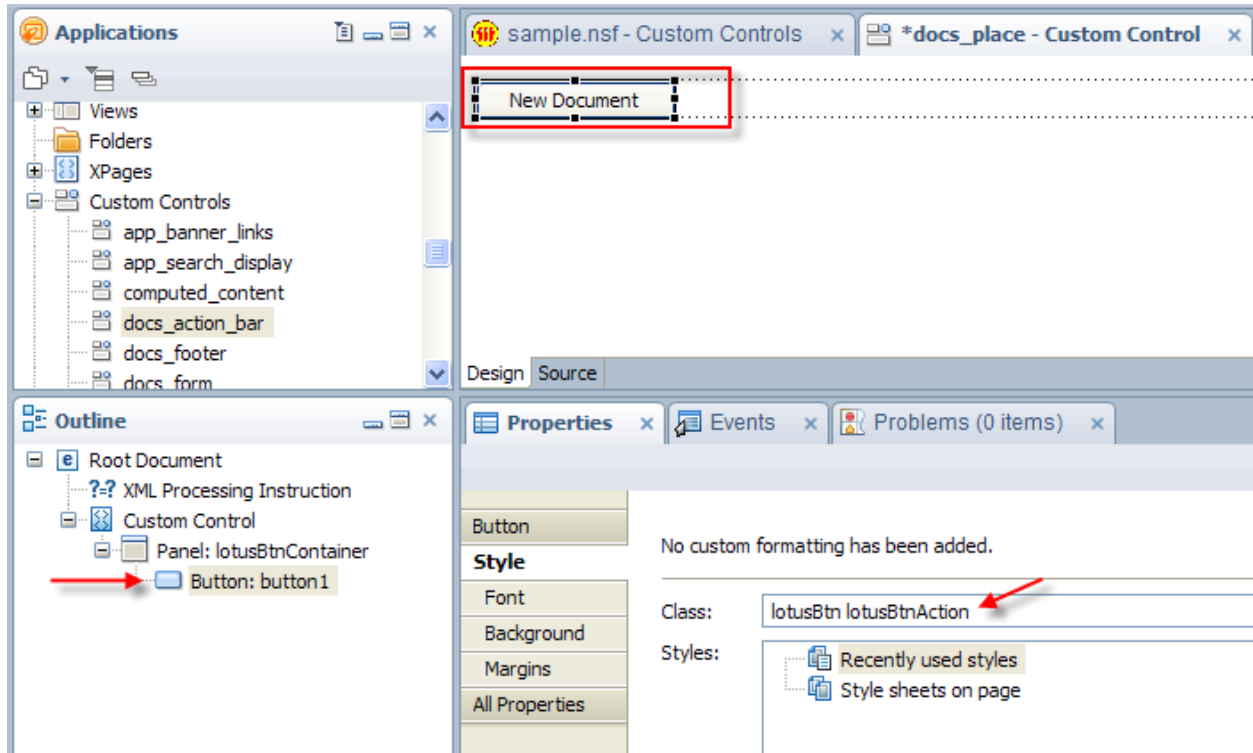 Applications
Views
Folders
XPages
Custom Controls
app_banner_links
app_search_display
computed_content
docs_action_bar
docs_footer
docs_form
sample.nsf - Custom Controls
*docs_place - Custom Control
New Document
Design Source
Outline
Root Document
?=? XML Processing Instruction
Custom Control
Panel: lotusBtnContainer
Button: button1
Properties
Events
Problems (0 items)
Button
Style
Font
Background
Margins
All Properties
No custom formatting has been added.
Class: lotusBtn lotusBtnAction
Styles:
Recently used styles
Style sheets on page